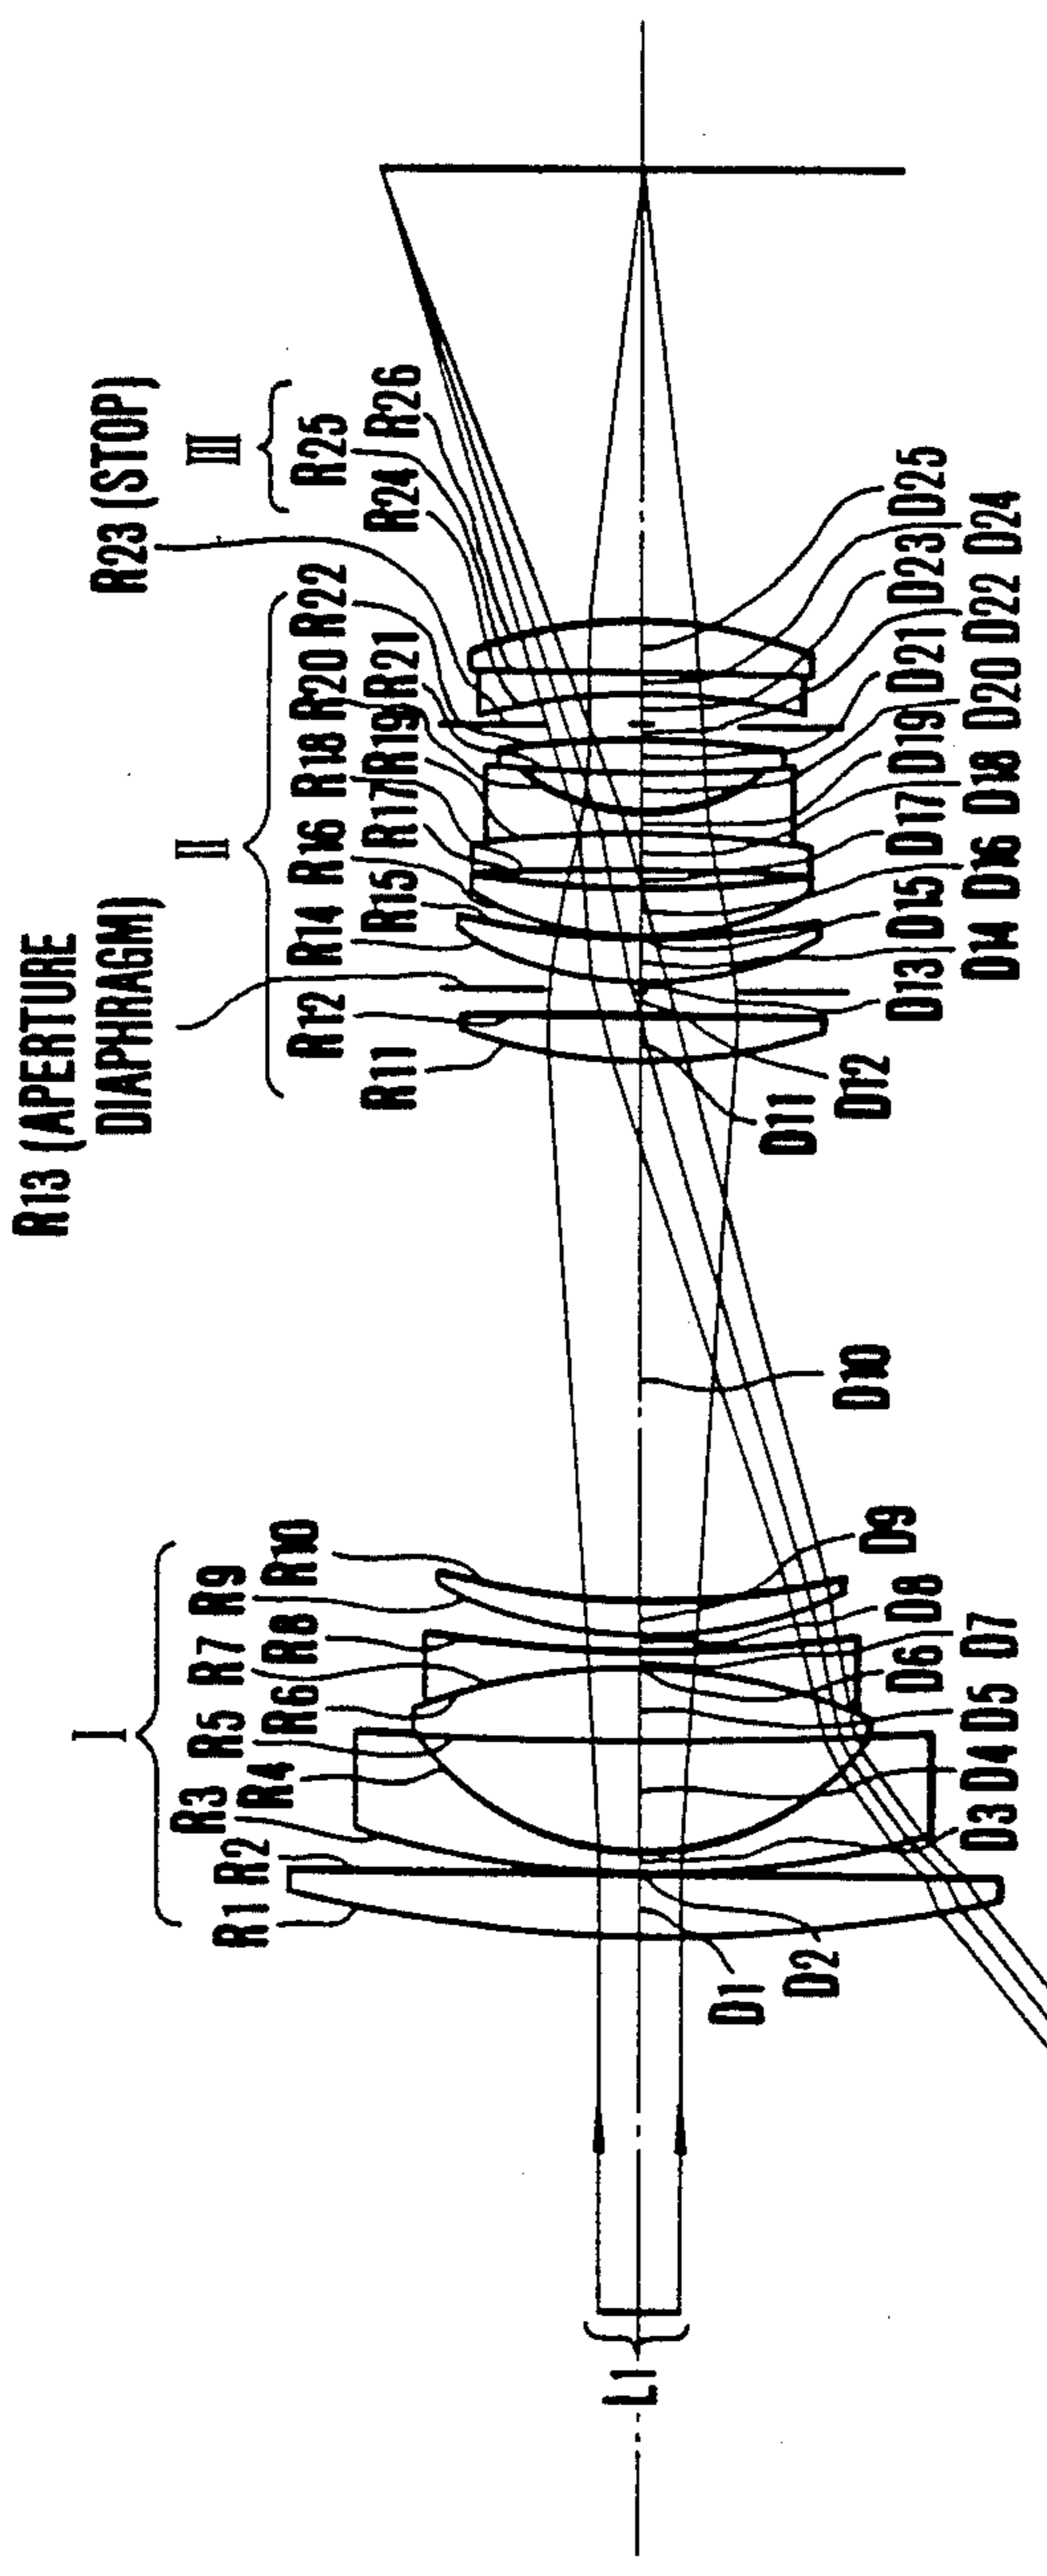 R13 (APERTURE
DIAPHRAGM)
R23 (STOP)
I
II
III
R1
R2
R3
R4
R5
R6
R7
R8
R9
R10
R11
R12
R14
R15
R16
R17
R18
R19
R20
R21
R22
R24
R25
R26
L1
D1
D2
D3
D4
D5
D6
D7
D8
D9
D10
D11
D12
D13
D14
D15
D16
D17
D18
D19
D20
D21
D22
D23
D24
D25